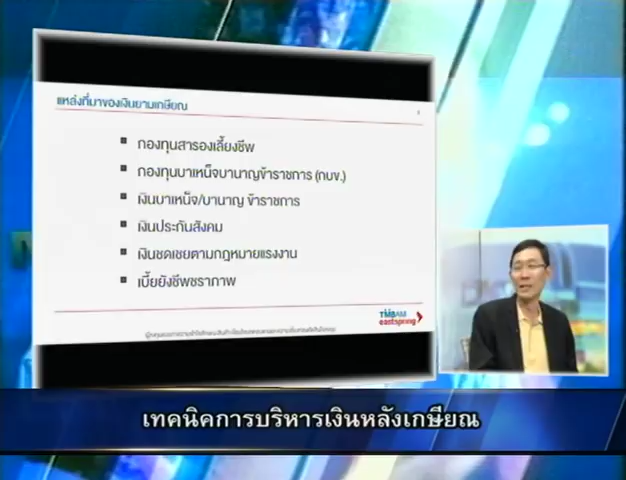 แหล่งที่มาของเงินยามเกษียณ
กองทุนสำรองเลี้ยงชีพ
กองทุนบำเหน็จบำนาญข้าราชการ (กบข.)
เงินบำเหน็จ/บำนาญ ข้าราชการ
เงินประกันสังคม
เงินชดเชยตามกฎหมายแรงงาน
เบี้ยยังชีพชราภาพ
TMBAM
eastspring
เทคนิคการบริหารเงินหลังเกษียณ